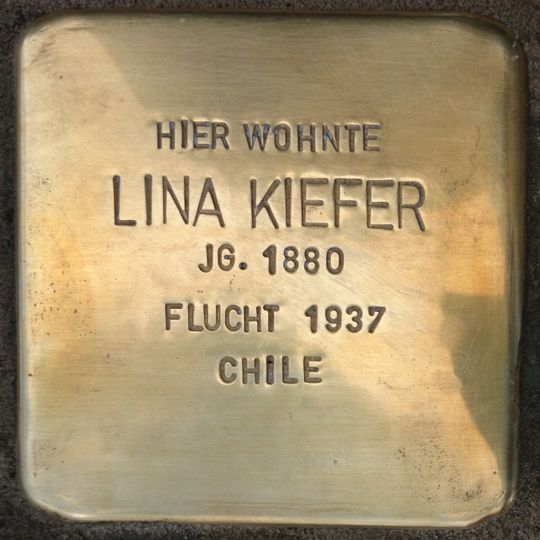 HIER WOHNTE
LINA KIEFER
JG. 1880
FLUCHT 1937
CHILE